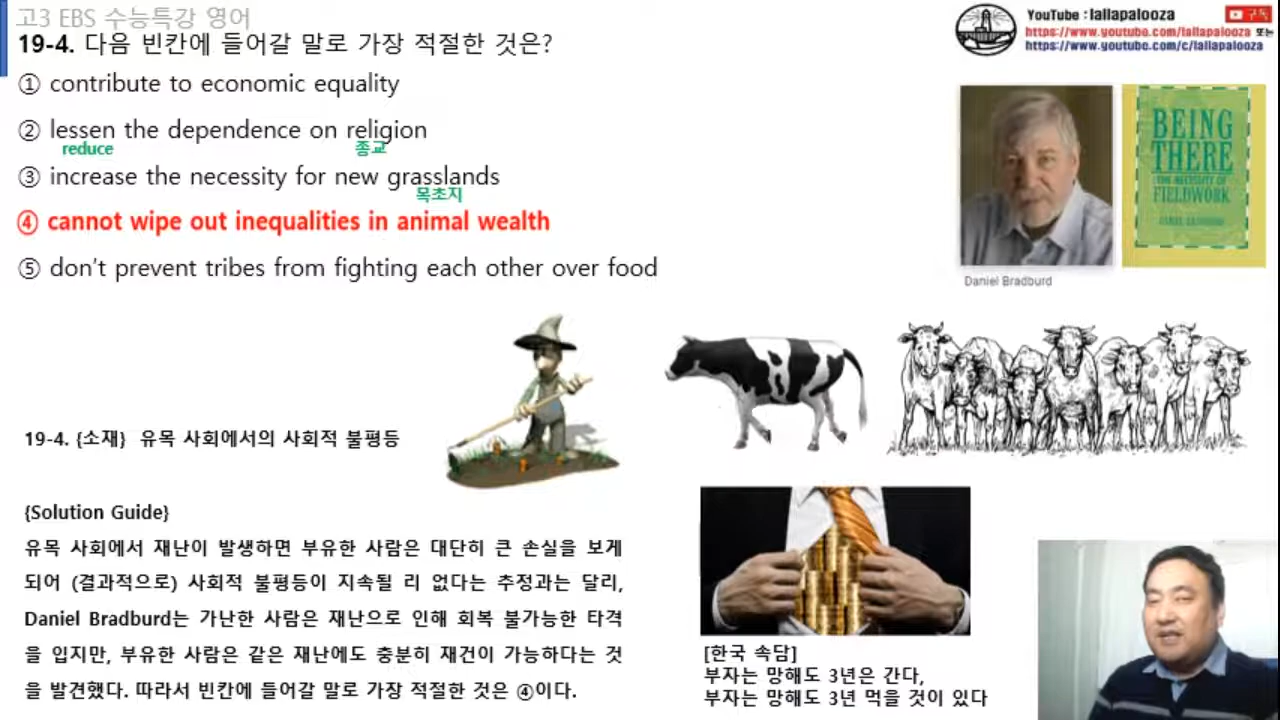 고3 EBS 수능특강 영어
19-4. 다음 빈칸에 들어갈 말로 가장 적절한 것은?
① contribute to economic equality
② lessen the dependence on religion
reduce 종교
③ increase the necessity for new grasslands
목초지
④ cannot wipe out inequalities in animal wealth
⑤ don't prevent tribes from fighting each other over food
YouTube : lallapalooza
구독
https://www.youtube.com/lallapalooza 또는
https://www.youtube.com/c/lallapalooza
BEING
THERE
THE NECESSITY OF
FIELDWORK
DANIEL BRADBURD
Daniel Bradburd
19-4. {소재} 유목 사회에서의 사회적 불평등
{Solution Guide}
유목 사회에서 재난이 발생하면 부유한 사람은 대단히 큰 손실을 보게
되어 (결과적으로) 사회적 불평등이 지속될 리 없다는 추정과는 달리,
Daniel Bradburd는 가난한 사람은 재난으로 인해 회복 불가능한 타격
을 입지만, 부유한 사람은 같은 재난에도 충분히 재건이 가능하다는 것
을 발견했다. 따라서 빈칸에 들어갈 말로 가장 적절한 것은 ④이다.
[한국 속담]
부자는 망해도 3년은 간다,
부자는 망해도 3년 먹을 것이 있다